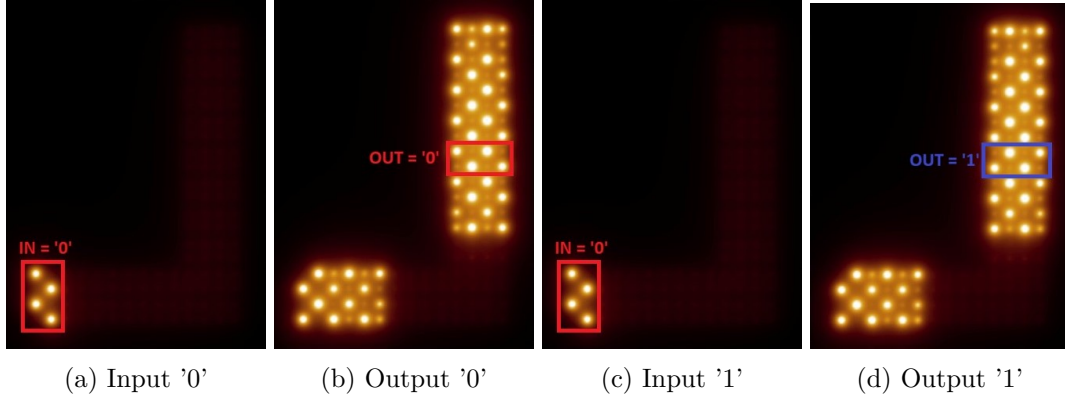 OUT = '0'
OUT = '1'
IN = '0'
IN = '0'
(a) Input '0'
(b) Output '0'
(c) Input '1'
(d) Output '1'